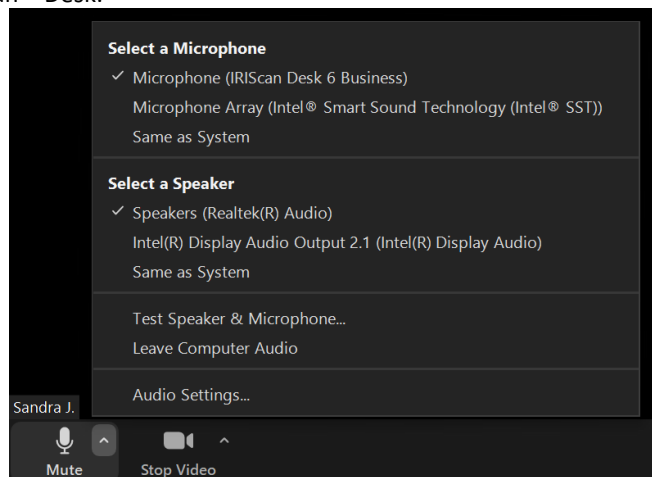 Desk.
Select a Microphone
✓ Microphone (IRIScan Desk 6 Business)
Microphone Array (Intel® Smart Sound Technology (Intel® SST))
Same as System
Select a Speaker
✓ Speakers (Realtek(R) Audio)
Intel(R) Display Audio Output 2.1 (Intel(R) Display Audio)
Same as System
Test Speaker & Microphone...
Leave Computer Audio
Audio Settings...
Sandra J.
Mute Stop Video